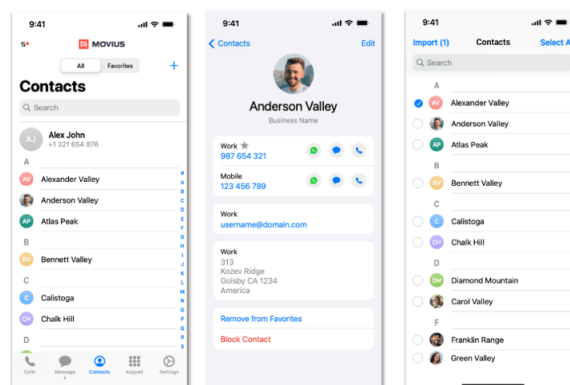 9:41
MOVIUS
All Favorites
Contacts
Search
AJ
Alex John
+1 321 654 876
A
AV Alexander Valley
Anderson Valley
AP Atlas Peak
B
BV Bennett Valley
C
C Calistoga
CH Chalk Hill
D
#
A
B
C
D
E
F
G
H
I
J
K
L
M
N
O
P
Q
R
S
Calls Message Contacts Keypad Settings
9:41
Contacts Edit
Anderson Valley
Business Name
Work
987 654 321
Mobile
123 456 789
Work
username@domain.com
Work
313
Kozev Ridge
Golsby CA 1234
America
Remove from Favorites
Block Contact
9:41
Import (1) Contacts Select A
Search
A
AV Alexander Valley
Anderson Valley
AP Atlas Peak
B
BV Bennett Valley
C
C Calistoga
CH Chalk Hill
D
DM Diamond Mountain
Carol Valley
F
Franklin Range
Green Valley